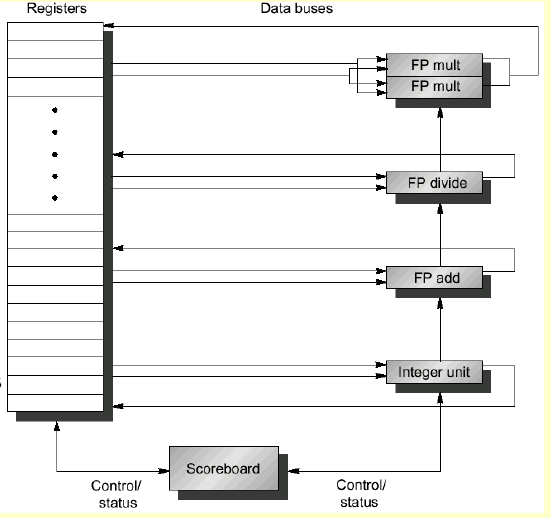 Registers
Data buses
FP mult
FP mult
FP divide
FP add
Integer unit
Scoreboard
Control/
status
Control/
status